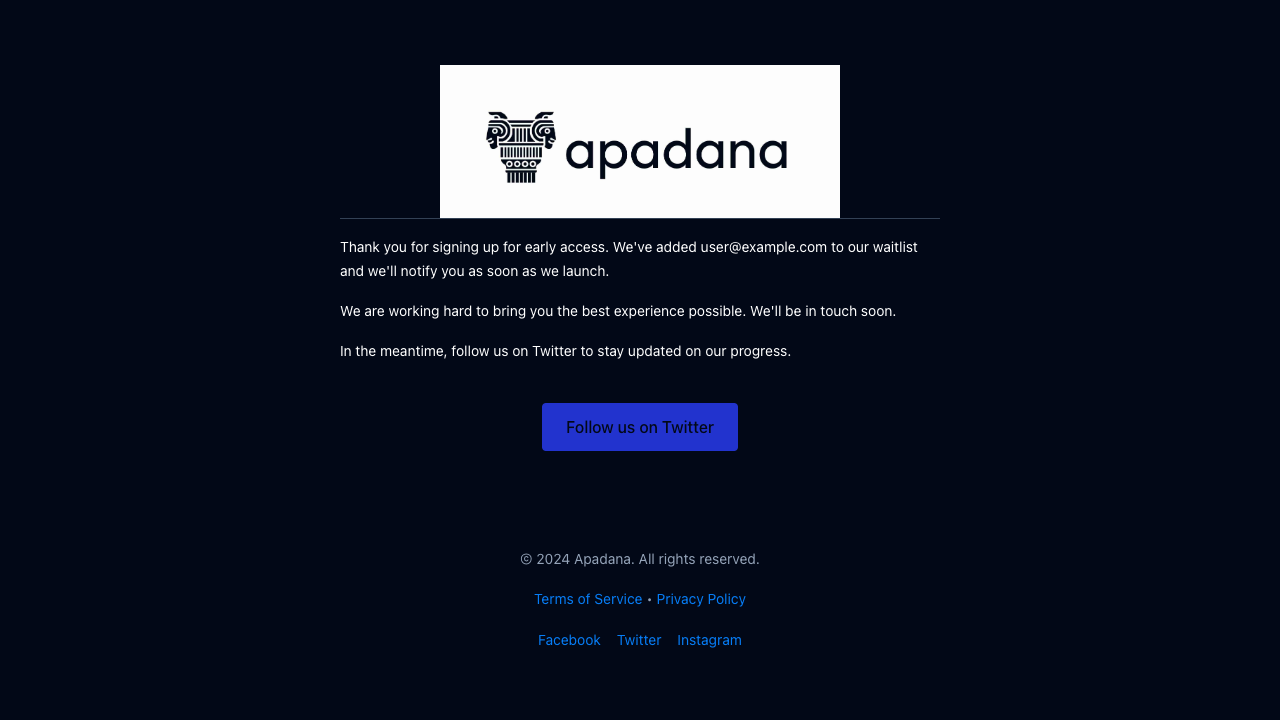 apadana
Thank you for signing up for early access. We've added user@example.com to our waitlist
and we'll notify you as soon as we launch.
We are working hard to bring you the best experience possible. We'll be in touch soon.
In the meantime, follow us on Twitter to stay updated on our progress.
Follow us on Twitter
© 2024 Apadana. All rights reserved.
Terms of Service • Privacy Policy
Facebook Twitter Instagram